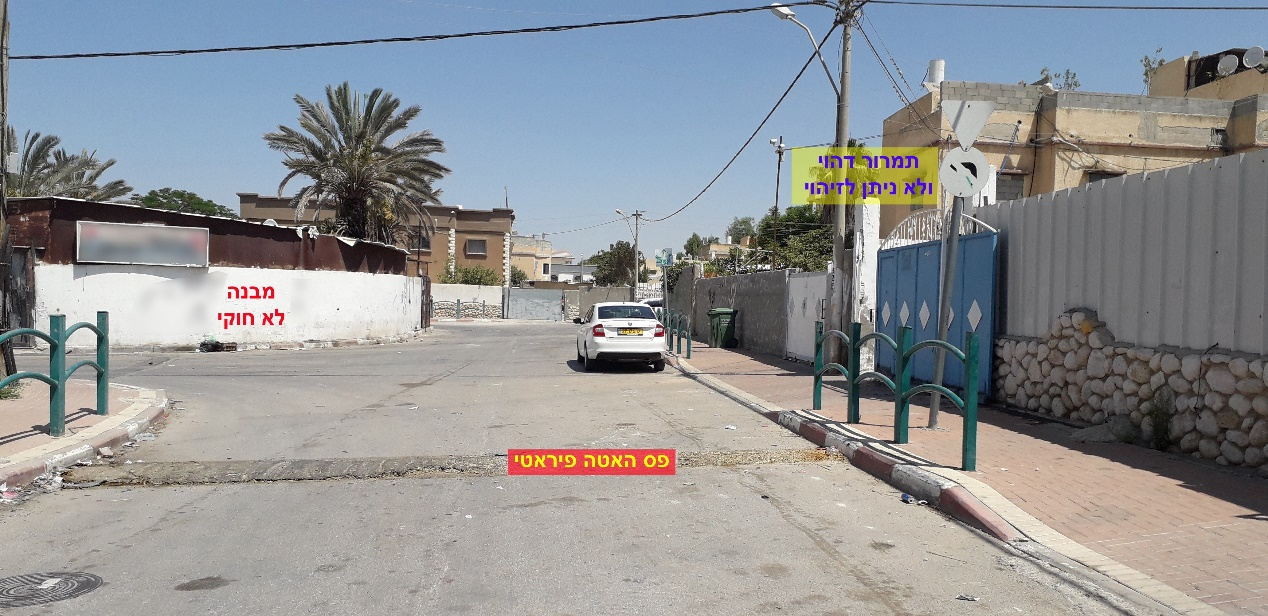 תמרור דהוי
ולא ניתן לזיהוי
מבנה
לא חוקי
פס האטה פיראטי